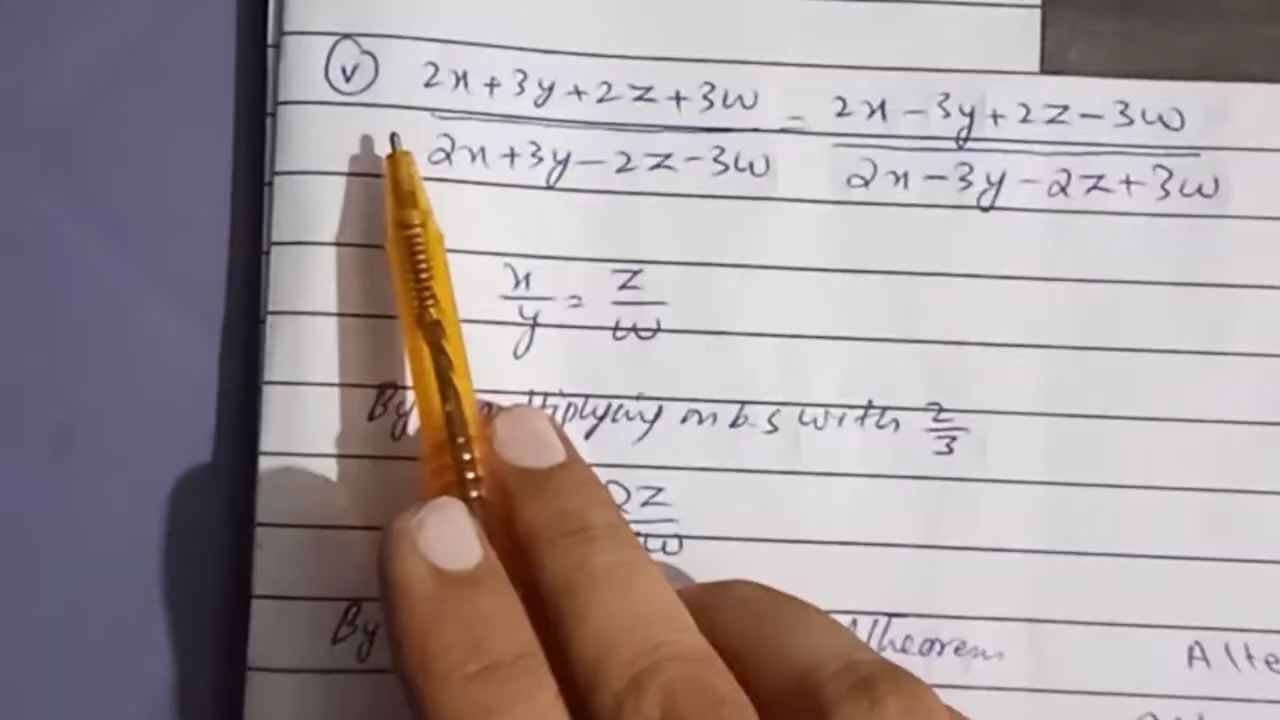 (v) 2x+3y+2z+3w / 2x+3y-2z-3w = 2x-3y+2z-3w / 2x-3y-2z+3w
x/y = z/w
By multiplying on b.s with 2/3
2z/w
By Theorem Alte